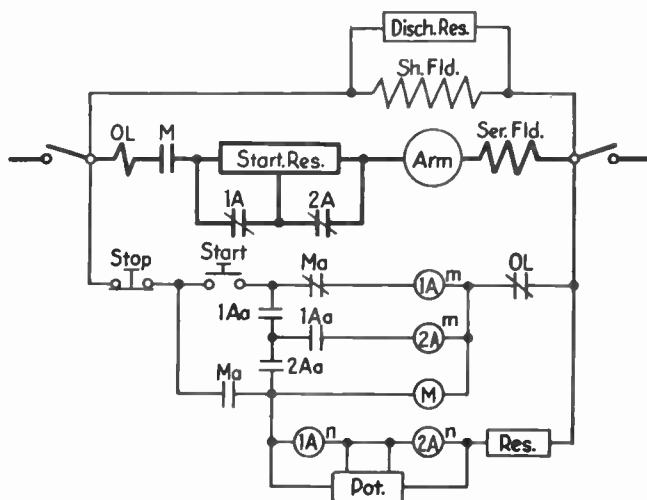 Disch. Res.
Sh. Fld.
OL M Start. Res. Arm Ser. Fld.
1A 2A
Stop Start Ma 1A m OL
1Aa 1Aa 2A m
Ma 2Aa M
1A n 2A n Res.
Pot.